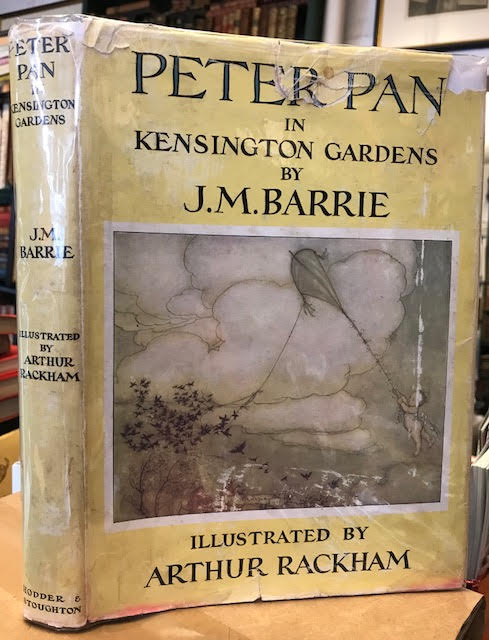 PETER
PAN
IN
KENSINGTON
GARDENS
J.M.
BARRIE
ILLUSTRATED
BY
ARTHUR
RACKHAM
HODDER &
STOUGHTON
PETER PAN
IN
KENSINGTON GARDENS
BY
J.M.BARRIE
ILLUSTRATED BY
ARTHUR RACKHAM